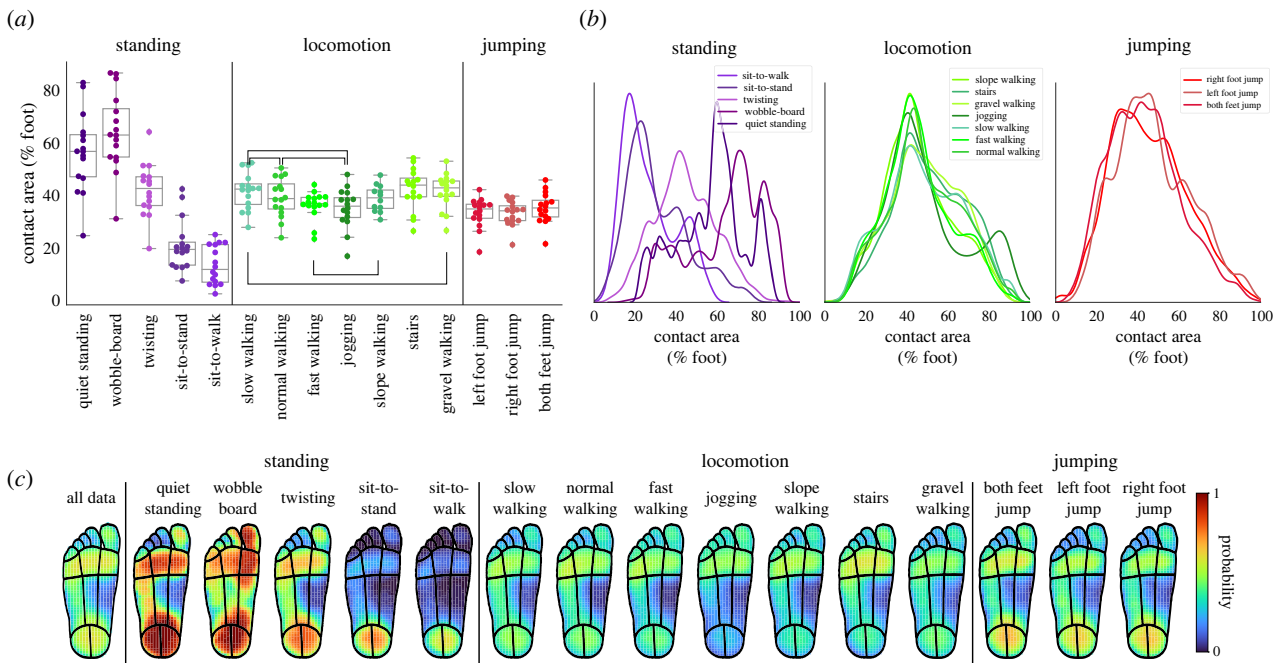 (a)
standing
locomotion
jumping
contact area (% foot)
80
60
40
20
0
quiet standing
wobble-board
twisting
sit-to-stand
sit-to-walk
slow walking
normal walking
fast walking
jogging
slope walking
stairs
gravel walking
left foot jump
right foot jump
both feet jump
(b)
standing
sit-to-walk
sit-to-stand
twisting
wobble-board
quiet standing
0 20 40 60 80 100
contact area
(% foot)
locomotion
slope walking
stairs
gravel walking
jogging
slow walking
fast walking
normal walking
0 20 40 60 80 100
contact area
(% foot)
jumping
right foot jump
left foot jump
both feet jump
0 20 40 60 80 100
contact area
(% foot)
(c)
standing
locomotion
jumping
all data
quiet
standing
wobble
board
twisting
sit-to-
stand
sit-to-
walk
slow
walking
normal
walking
fast
walking
jogging
slope
walking
stairs
gravel
walking
both feet
jump
left foot
jump
right foot
jump
1
probability
0